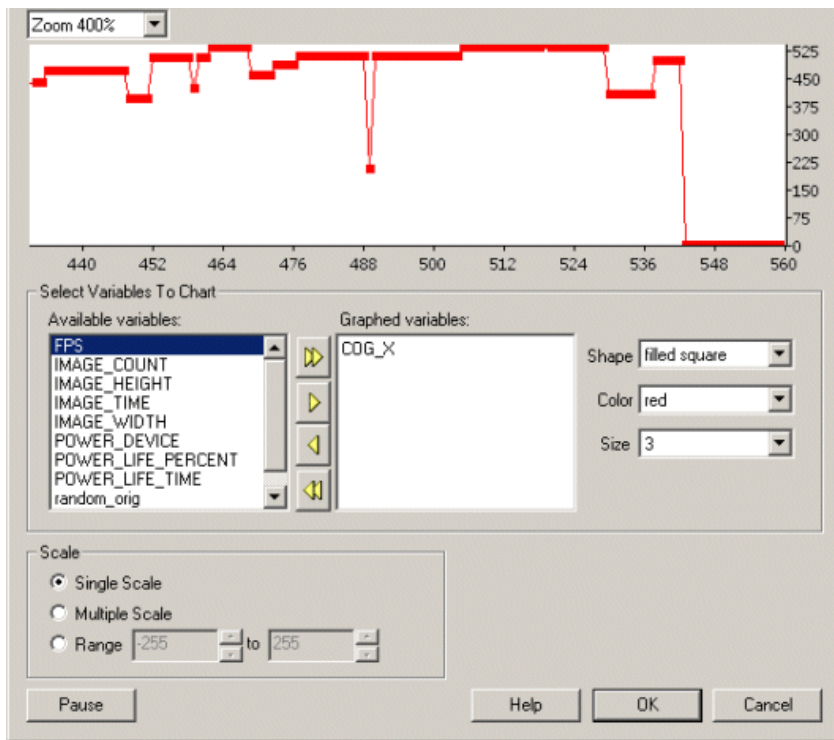 Zoom 400%
525
450
375
300
225
150
75
0
440 452 464 476 488 500 512 524 536 548 560
Select Variables To Chart
Available variables: Graphed variables:
FPS
IMAGE_COUNT
IMAGE_HEIGHT
IMAGE_TIME
IMAGE_WIDTH
POWER_DEVICE
POWER_LIFE_PERCENT
POWER_LIFE_TIME
random_orig
COG_X
Shape filled square
Color red
Size 3
Scale
Single Scale
Multiple Scale
Range -255 to 255
Pause Help OK Cancel